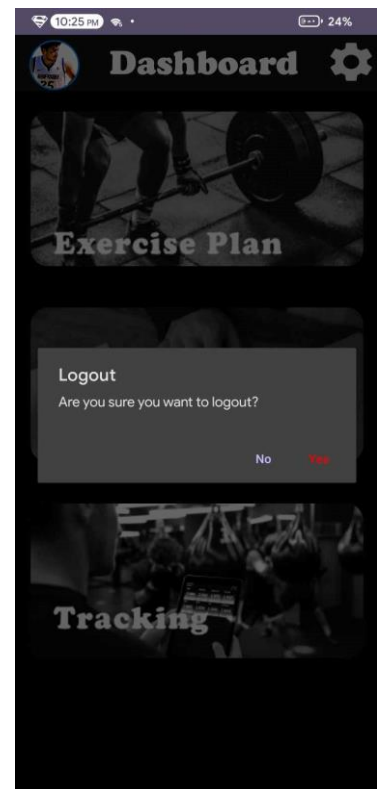 10:25 PM
24%
Dashboard
Exercise Plan
Logout
Are you sure you want to logout?
No Yes
Tracking